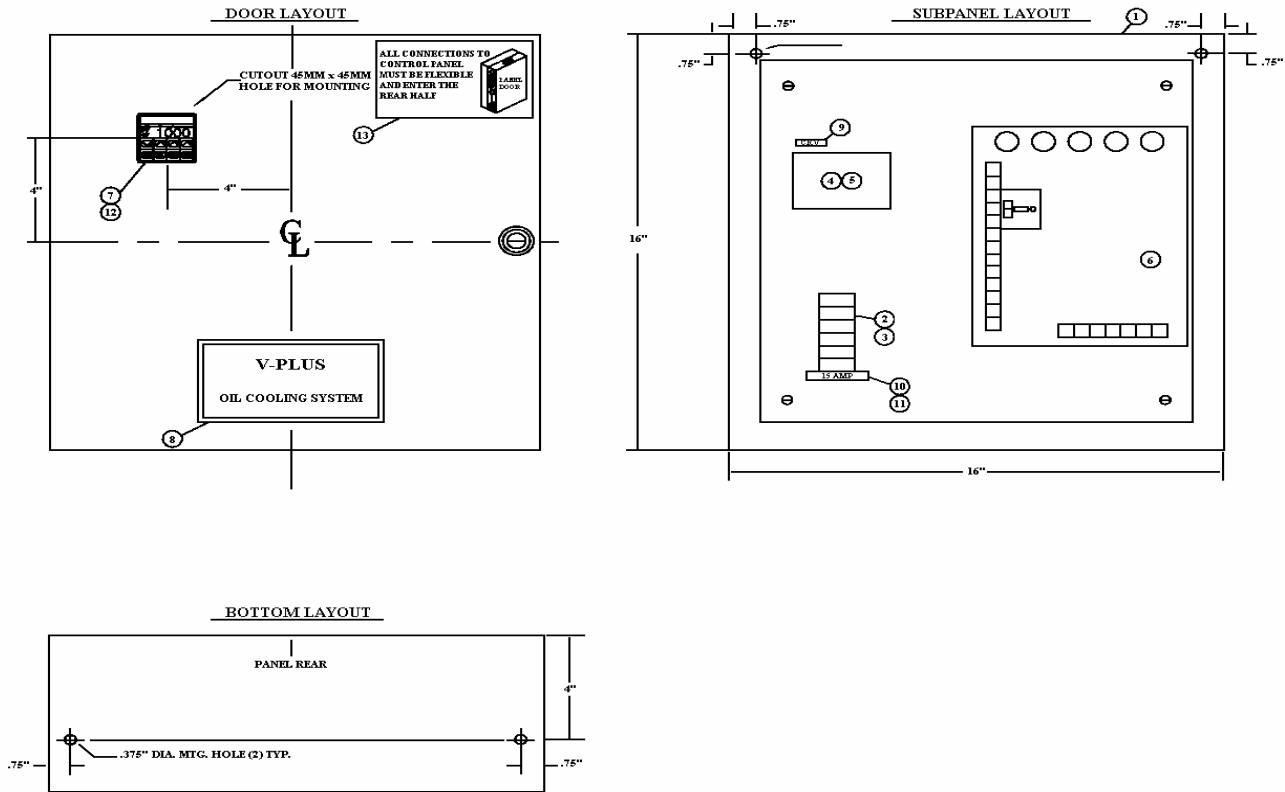 DOOR LAYOUT
CUTOUT 45MM x 45MM
HOLE FOR MOUNTING
ALL CONNECTIONS TO
CONTROL PANEL
MUST BE FLEXIBLE
AND ENTER THE
REAR HALF
PANEL
DOOR
13
1000
7
12
4"
4"
CL
V-PLUS
OIL COOLING SYSTEM
8
SUBPANEL LAYOUT
1
.75"
.75"
.75"
.75"
9
4
5
6
16"
2
3
15 AMP
10
11
16"
BOTTOM LAYOUT
PANEL REAR
4"
.375" DIA. MTG. HOLE (2) TYP.
.75"
.75"